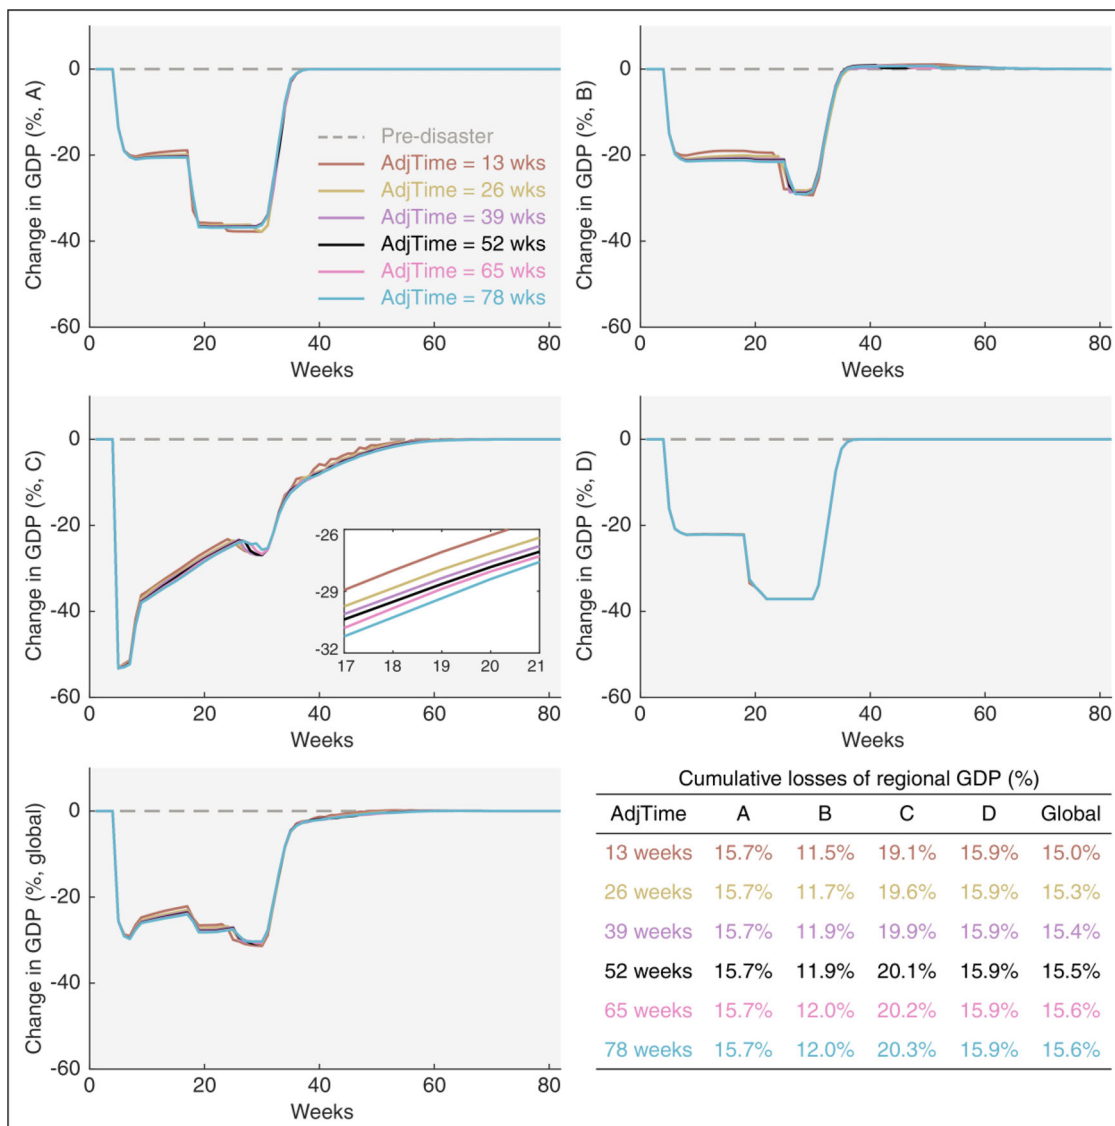 Change in GDP (%, A)
0
-20
-40
-60
0 20 40 60 80
Weeks
Pre-disaster
AdjTime = 13 wks
AdjTime = 26 wks
AdjTime = 39 wks
AdjTime = 52 wks
AdjTime = 65 wks
AdjTime = 78 wks
Change in GDP (%, B)
0
-20
-40
-60
0 20 40 60 80
Weeks
Change in GDP (%, C)
0
-20
-40
-60
0 20 40 60 80
Weeks
-26
-29
-32
17 18 19 20 21
Change in GDP (%, D)
0
-20
-40
-60
0 20 40 60 80
Weeks
Change in GDP (%, global)
0
-20
-40
-60
0 20 40 60 80
Weeks
Cumulative losses of regional GDP (%)
AdjTime A B C D Global
13 weeks 15.7% 11.5% 19.1% 15.9% 15.0%
26 weeks 15.7% 11.7% 19.6% 15.9% 15.3%
39 weeks 15.7% 11.9% 19.9% 15.9% 15.4%
52 weeks 15.7% 11.9% 20.1% 15.9% 15.5%
65 weeks 15.7% 12.0% 20.2% 15.9% 15.6%
78 weeks 15.7% 12.0% 20.3% 15.9% 15.6%